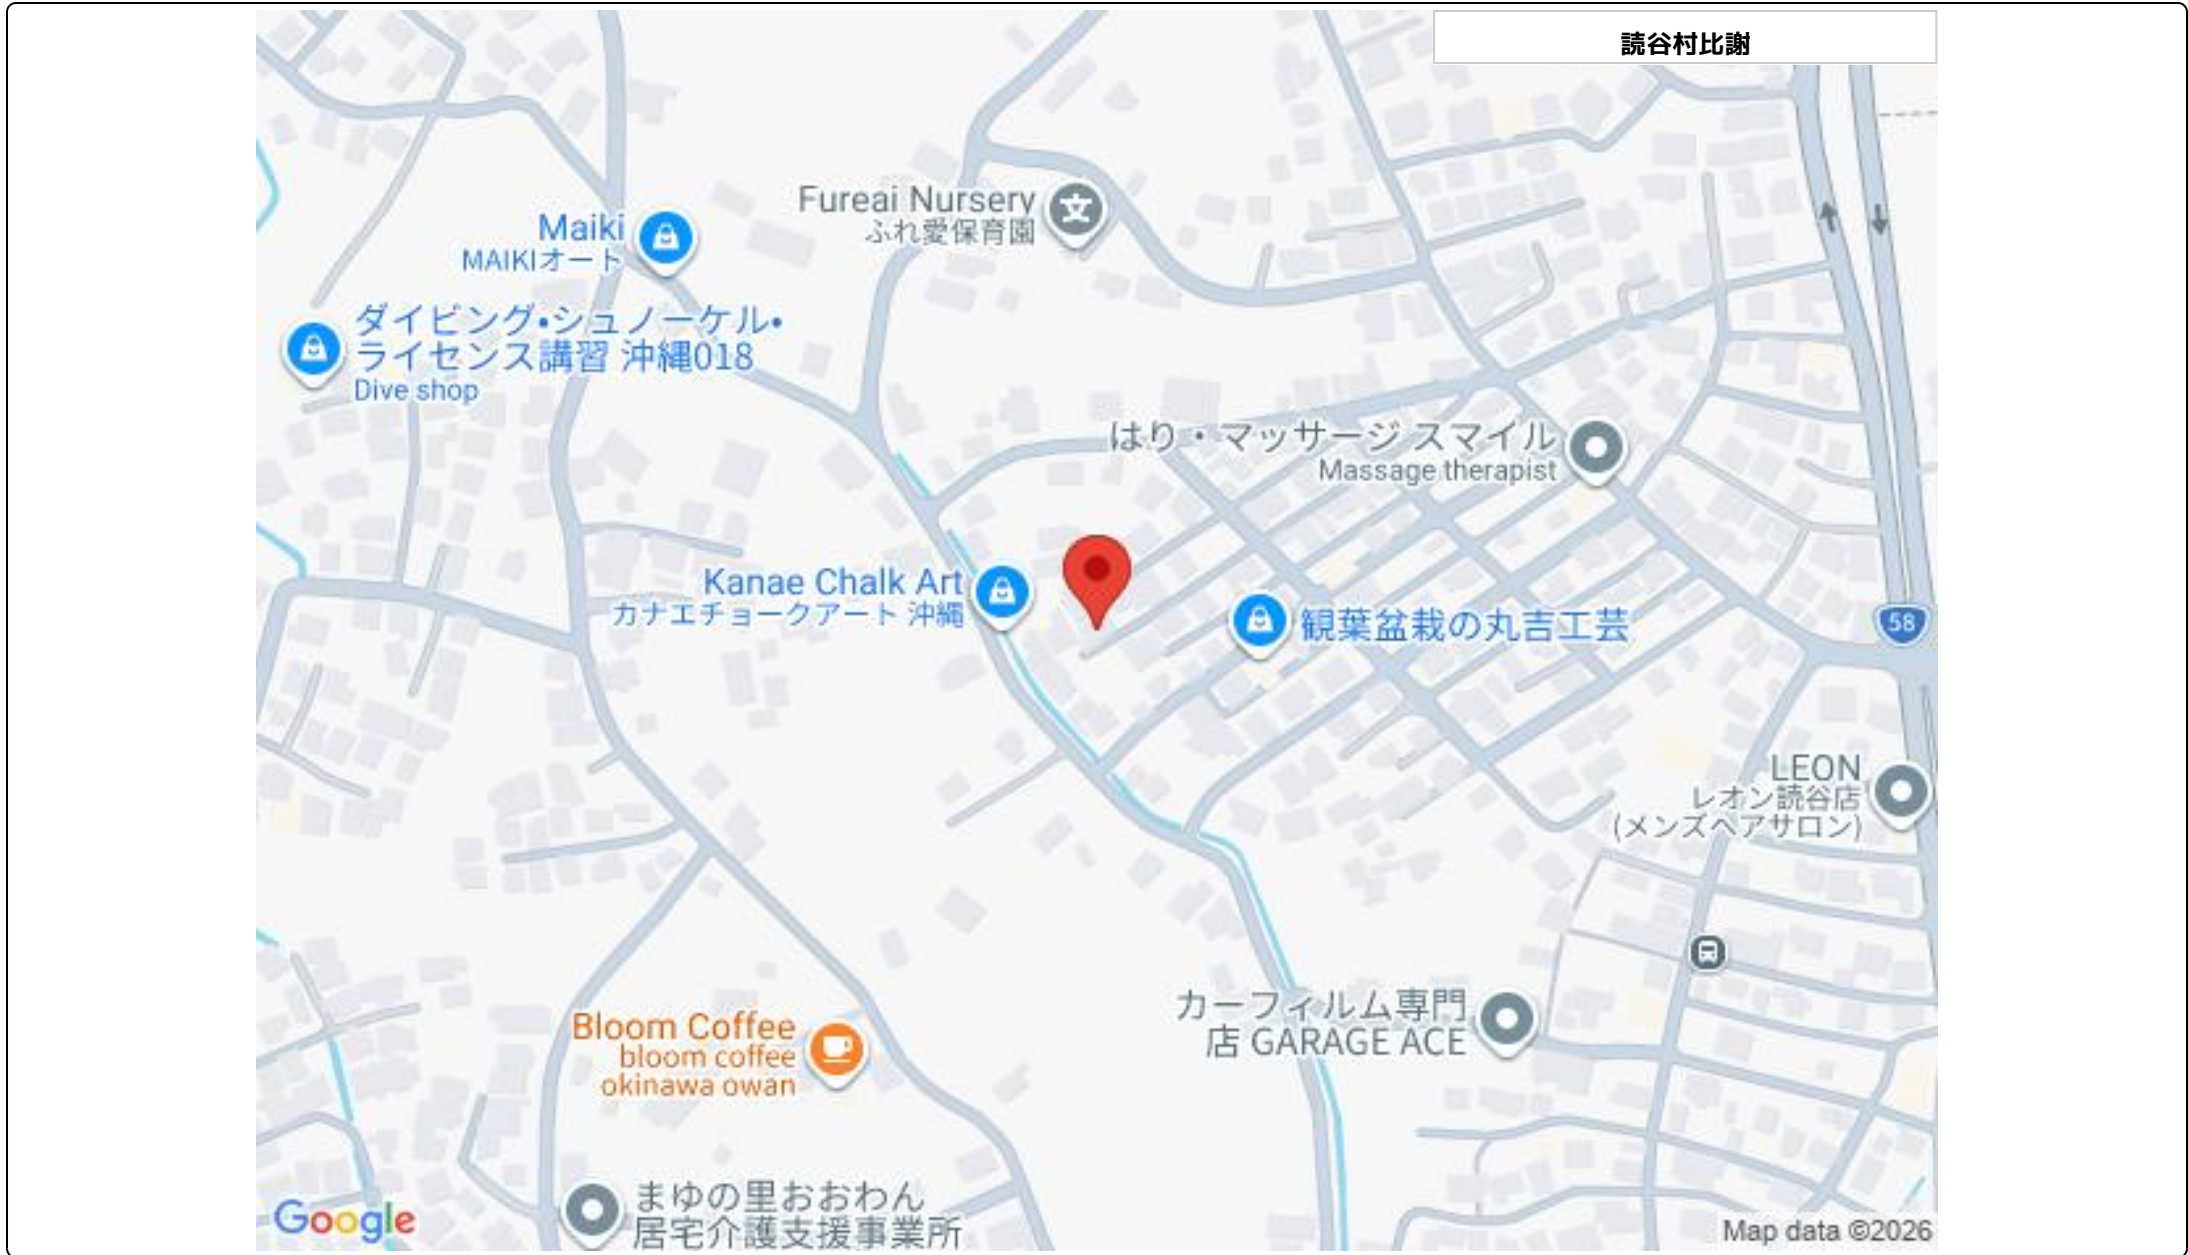 読谷村比謝
Fureai Nursery
ふれ愛保育園
Maiki
MAIKIオート
ダイビング•シュノーケル•
ライセンス講習 沖縄018
Dive shop
はり・マッサージ スマイル
Massage therapist
Kanae Chalk Art
カナエチョークアート 沖縄
観葉盆栽の丸吉工芸
58
LEON
レオン読谷店
(メンズヘアサロン)
カーフィルム専門
店 GARAGE ACE
Bloom Coffee
bloom coffee
okinawa owan
まゆの里おおわん
居宅介護支援事業所
Google
Map data ©2026